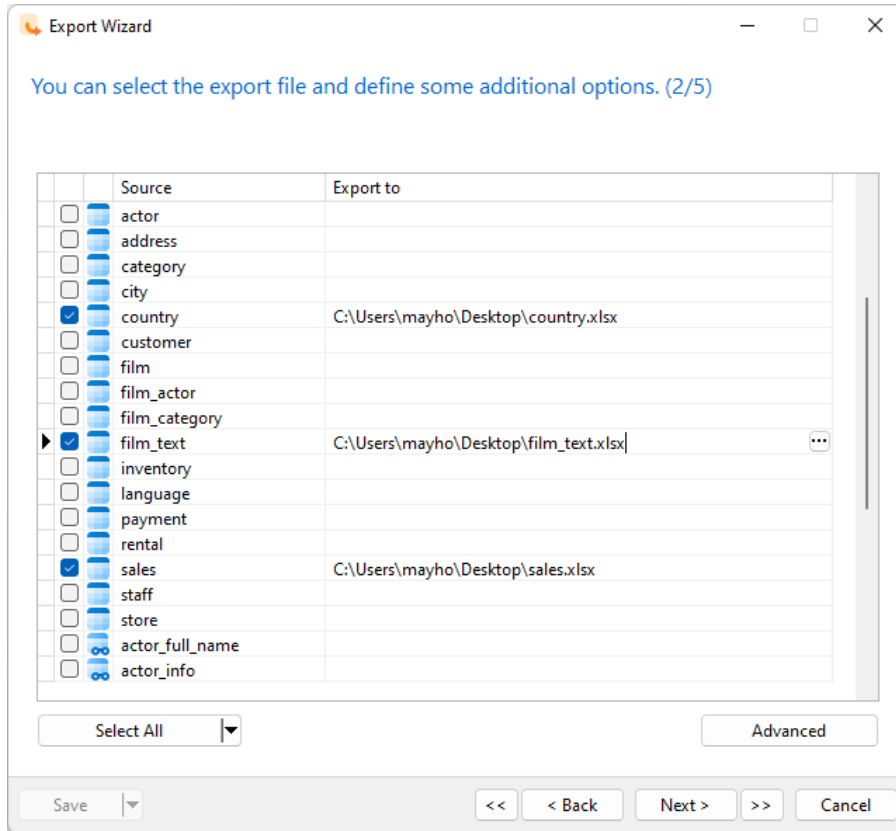 Export Wizard
You can select the export file and define some additional options. (2/5)
Source Export to
actor
address
category
city
country C:\Users\mayho\Desktop\country.xlsx
customer
film
film_actor
film_category
film_text C:\Users\mayho\Desktop\film_text.xlsx
inventory
language
payment
rental
sales C:\Users\mayho\Desktop\sales.xlsx
staff
store
actor_full_name
actor_info
Select All Advanced
Save << < Back Next > >> Cancel